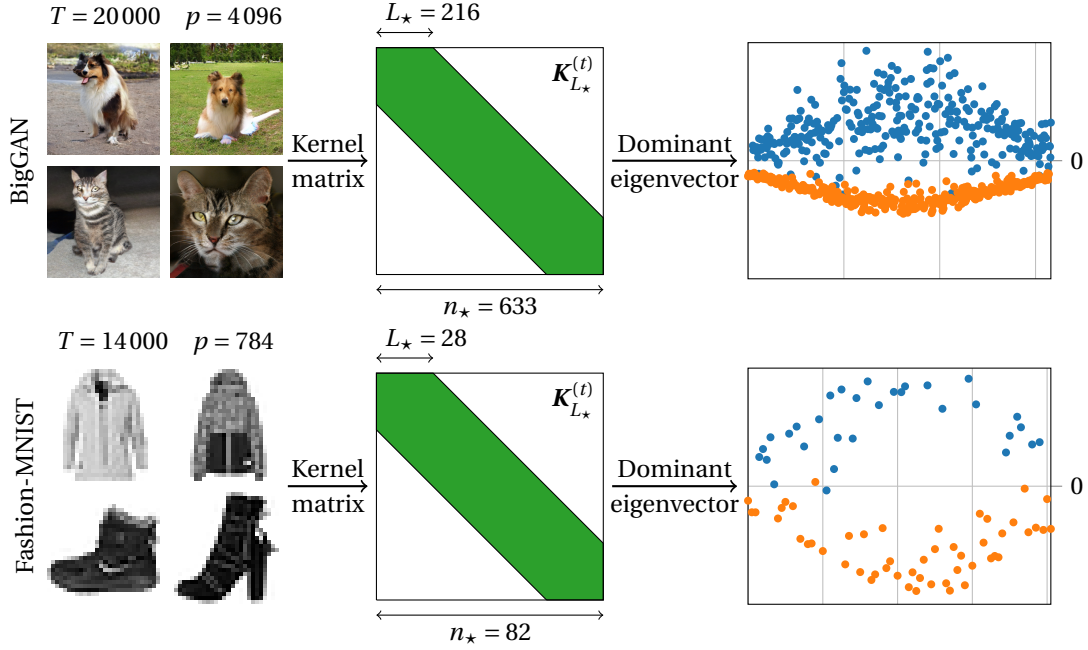 T = 20 000 p = 4 096
L⋆ = 216
BigGAN
Kernel
matrix
K_{L⋆}^{(t)}
Dominant
eigenvector
0
n⋆ = 633
T = 14 000 p = 784
L⋆ = 28
Fashion-MNIST
Kernel
matrix
K_{L⋆}^{(t)}
Dominant
eigenvector
0
n⋆ = 82